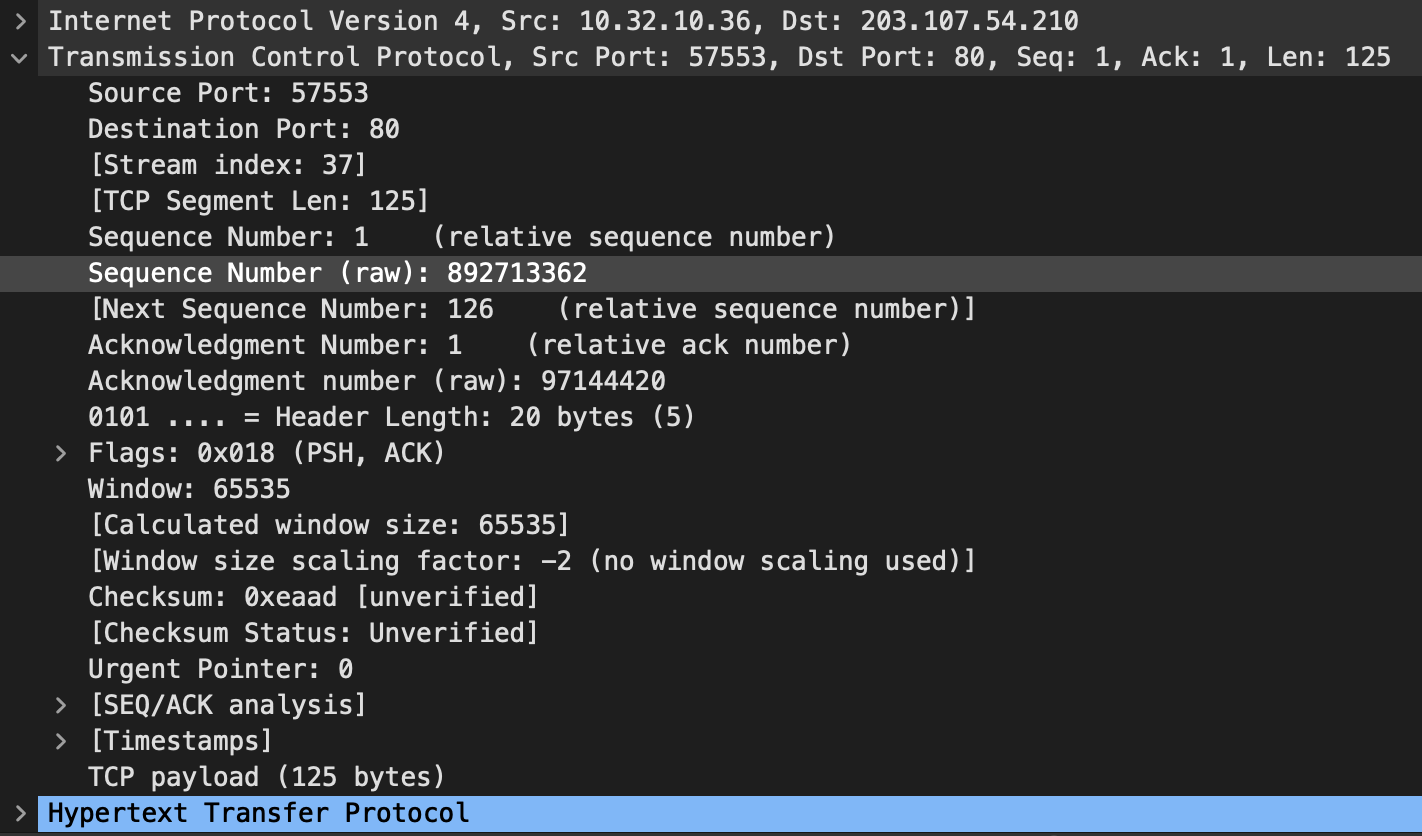 Internet Protocol Version 4, Src: 10.32.10.36, Dst: 203.107.54.210
Transmission Control Protocol, Src Port: 57553, Dst Port: 80, Seq: 1, Ack: 1, Len: 125
Source Port: 57553
Destination Port: 80
[Stream index: 37]
[TCP Segment Len: 125]
Sequence Number: 1    (relative sequence number)
Sequence Number (raw): 892713362
[Next Sequence Number: 126    (relative sequence number)]
Acknowledgment Number: 1    (relative ack number)
Acknowledgment number (raw): 97144420
0101 .... = Header Length: 20 bytes (5)
Flags: 0x018 (PSH, ACK)
Window: 65535
[Calculated window size: 65535]
[Window size scaling factor: -2 (no window scaling used)]
Checksum: 0xeaad [unverified]
[Checksum Status: Unverified]
Urgent Pointer: 0
[SEQ/ACK analysis]
[Timestamps]
TCP payload (125 bytes)
Hypertext Transfer Protocol